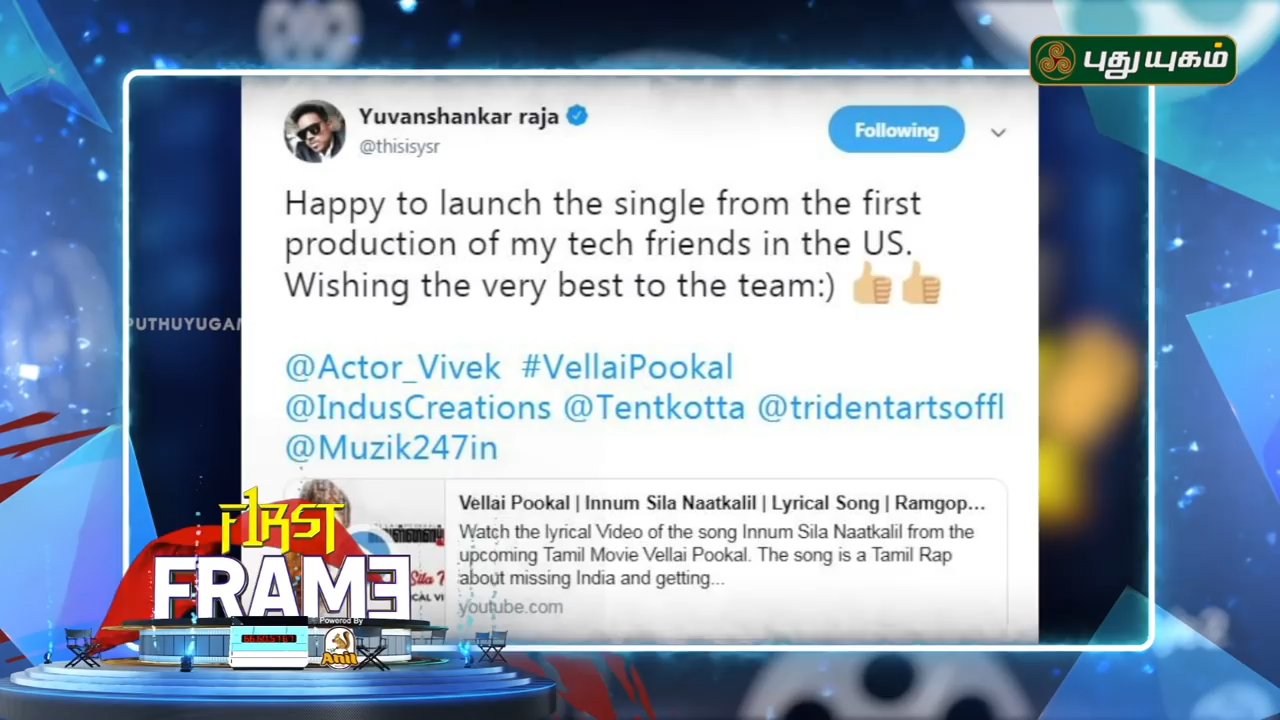 புதுயுகம்
Yuvanshankar raja
@thisisysr
Following
Happy to launch the single from the first
production of my tech friends in the US.
Wishing the very best to the team:) 👍👍
@Actor_Vivek #VellaiPookal
@IndusCreations @Tentkotta @tridentartsoffl
@Muzik247in
Vellai Pookal | Innum Sila Naatkalil | Lyrical Song | Ramgop...
Watch the lyrical Video of the song Innum Sila Naatkalil from the
upcoming Tamil Movie Vellai Pookal. The song is a Tamil Rap
about missing India and getting...
youtube.com
PUTHUYUGAM
FIRST
FRAME
Powered By
Anil